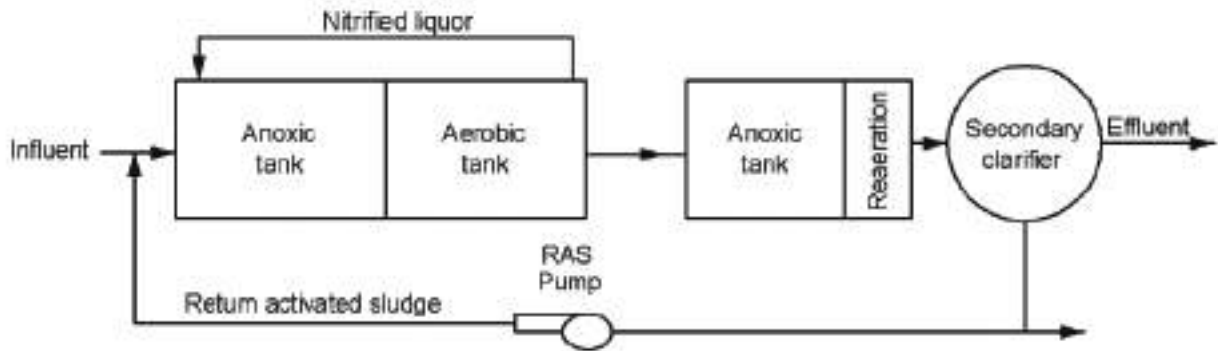 Nitrified liquor
Influent
Anoxic
tank
Aerobic
tank
Anoxic
tank
Reaeration
Secondary
clarifier
Effluent
RAS
Pump
Return activated sludge